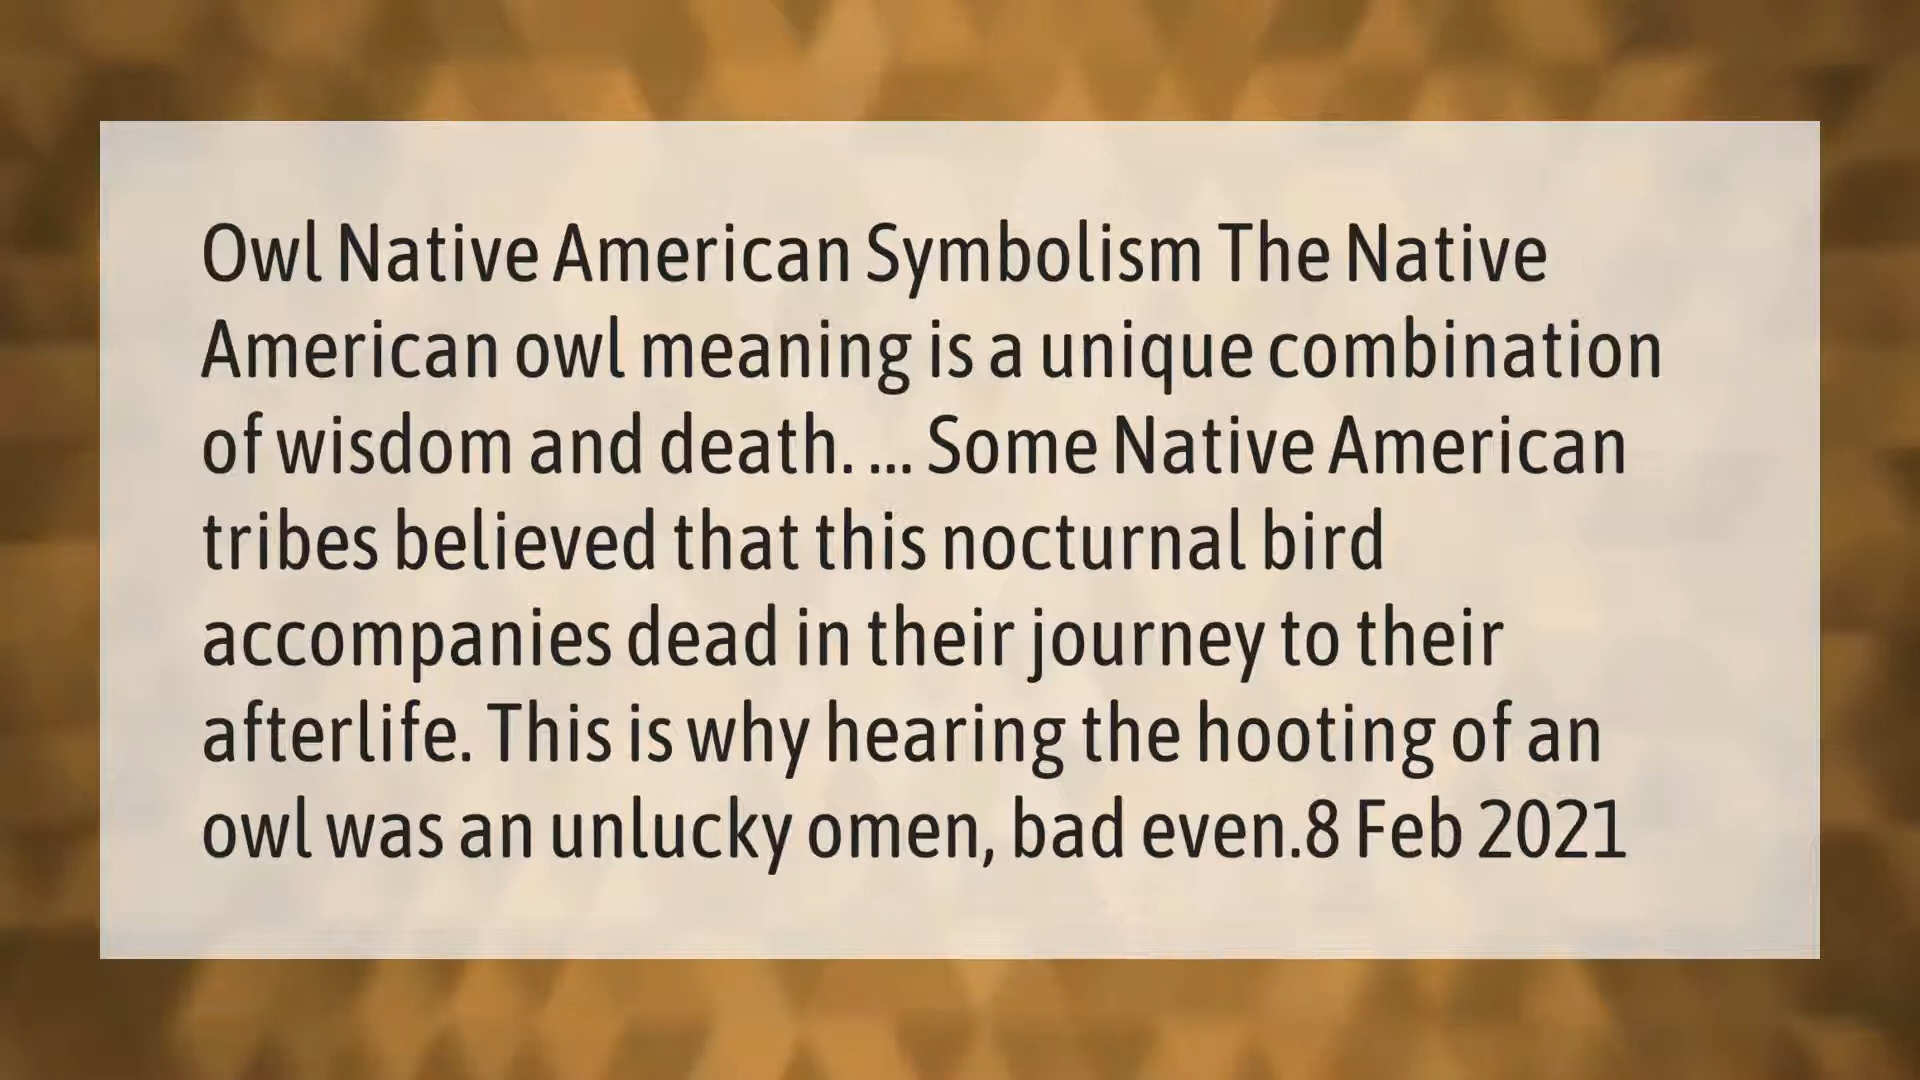 Owl Native American Symbolism The Native
American owl meaning is a unique combination
of wisdom and death. ... Some Native American
tribes believed that this nocturnal bird
accompanies dead in their journey to their
afterlife. This is why hearing the hooting of an
owl was an unlucky omen, bad even.8 Feb 2021